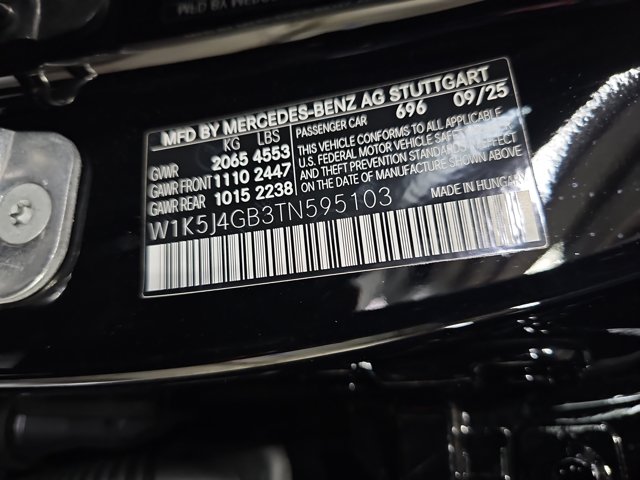 MFD BY MERCEDES-BENZ AG STUTTGART
KG LBS PASSENGER CAR 696 09/25
GVWR 2065 4553
GAWR FRONT 1110 2447
GAWR REAR 1015 2238
THIS VEHICLE CONFORMS TO ALL APPLICABLE
U.S. FEDERAL MOTOR VEHICLE SAFETY
AND THEFT PREVENTION STANDARDS IN EFFECT
ON THE DATE OF MANUFACTURE SHOWN ABOVE.
W1K5J4GB3TN595103
MADE IN HUNGARY